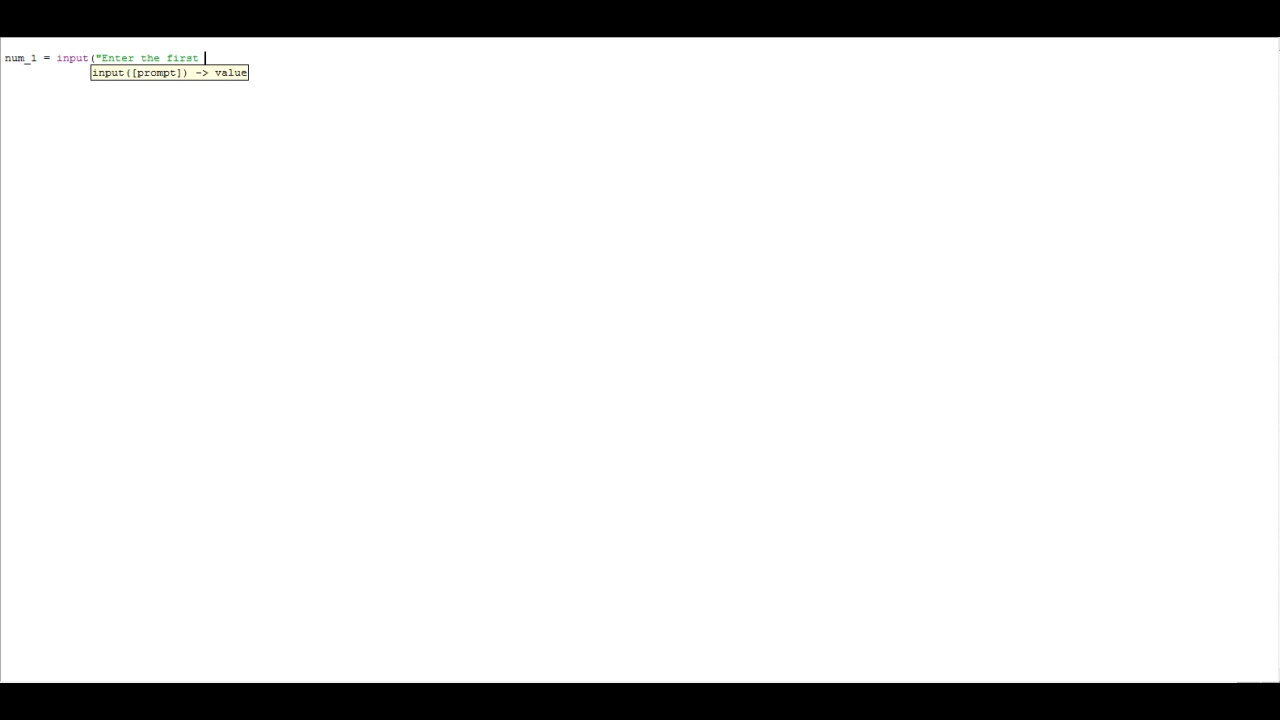 num_1 = input("Enter the first
input([prompt]) -> value